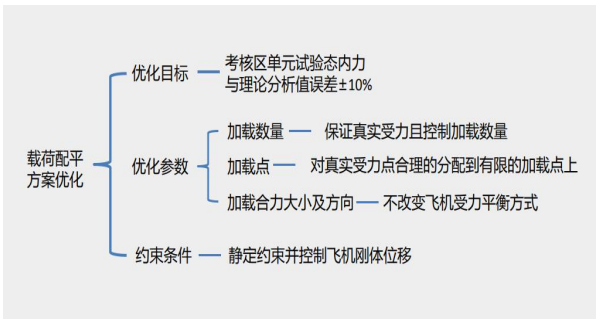 载荷配平
方案优化
优化目标
考核区单元试验态内力
与理论分析值误差±10%
优化参数
加载数量
保证真实受力且控制加载数量
加载点
对真实受力点合理的分配到有限的加载点上
加载合力大小及方向
不改变飞机受力平衡方式
约束条件
静定约束并控制飞机刚体位移